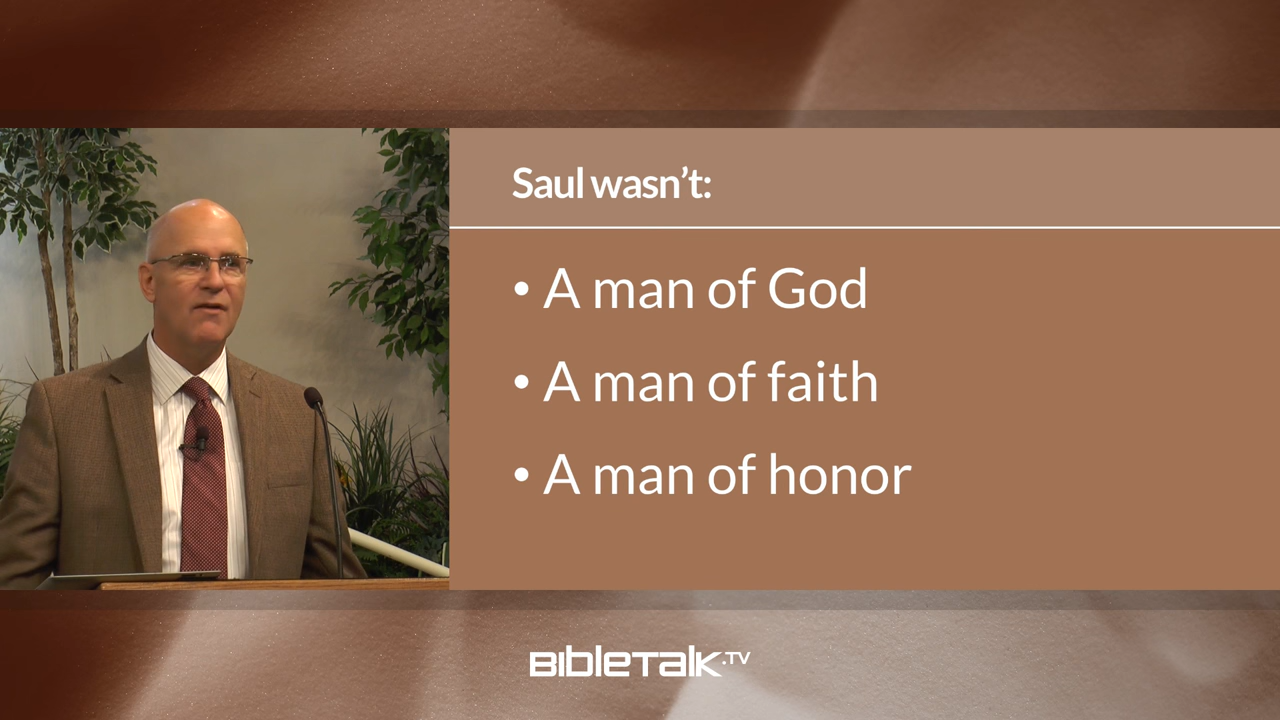 Saul wasn’t:
• A man of God
• A man of faith
• A man of honor
BibleTalk.TV